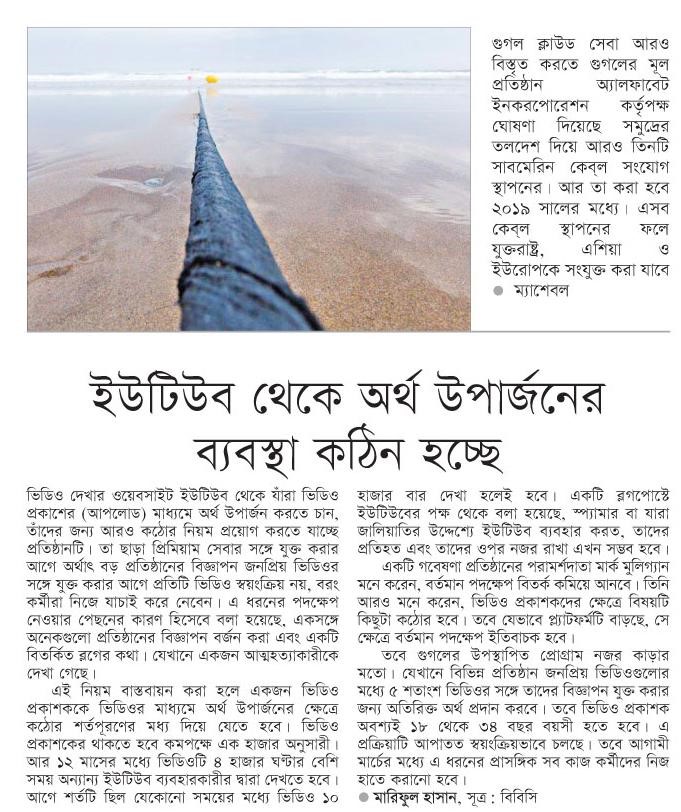 গুগল ক্লাউড সেবা আরও
বিস্তৃত করতে গুগলের মূল
প্রতিষ্ঠান অ্যালফাবেট
ইনকরপোরেশন কর্তৃপক্ষ
ঘোষণা দিয়েছে সমুদ্রের
তলদেশ দিয়ে আরও তিনটি
সাবমেরিন কেব্‌ল সংযোগ
স্থাপনের। আর তা করা হবে
২০১৯ সালের মধ্যে। এসব
কেব্‌ল স্থাপনের ফলে
যুক্তরাষ্ট্র, এশিয়া ও
ইউরোপকে সংযুক্ত করা যাবে
● ম্যাশেবল
ইউটিউব থেকে অর্থ উপার্জনের
ব্যবস্থা কঠিন হচ্ছে
ভিডিও দেখার ওয়েবসাইট ইউটিউব থেকে যাঁরা ভিডিও
প্রকাশের (আপলোড) মাধ্যমে অর্থ উপার্জন করতে চান,
তাঁদের জন্য আরও কঠোর নিয়ম প্রয়োগ করতে যাচ্ছে
প্রতিষ্ঠানটি। তা ছাড়া প্রিমিয়াম সেবার সঙ্গে যুক্ত করার
আগে অর্থাৎ বড় প্রতিষ্ঠানের বিজ্ঞাপন জনপ্রিয় ভিডিওর
সঙ্গে যুক্ত করার আগে প্রতিটি ভিডিও স্বয়ংক্রিয় নয়, বরং
কর্মীরা নিজে যাচাই করে নেবেন। এ ধরনের পদক্ষেপ
নেওয়ার পেছনের কারণ হিসেবে বলা হয়েছে, একসঙ্গে
অনেকগুলো প্রতিষ্ঠানের বিজ্ঞাপন বর্জন করা এবং একটি
বিতর্কিত ব্লগের কথা। যেখানে একজন আত্মহত্যাকারীকে
দেখা গেছে।
এই নিয়ম বাস্তবায়ন করা হলে একজন ভিডিও
প্রকাশককে ভিডিওর মাধ্যমে অর্থ উপার্জনের ক্ষেত্রে
কঠোর শর্তপূরণের মধ্য দিয়ে যেতে হবে। ভিডিও
প্রকাশকের থাকতে হবে কমপক্ষে এক হাজার অনুসারী।
আর ১২ মাসের মধ্যে ভিডিওটি ৪ হাজার ঘণ্টার বেশি
সময় অন্যান্য ইউটিউব ব্যবহারকারীর দ্বারা দেখতে হবে।
আগে শর্তটি ছিল যেকোনো সময়ের মধ্যে ভিডিও ১০
হাজার বার দেখা হলেই হবে। একটি ব্লগপোস্টে
ইউটিউবের পক্ষ থেকে বলা হয়েছে, স্প্যামার বা যারা
জালিয়াতির উদ্দেশ্যে ইউটিউব ব্যবহার করত, তাদের
প্রতিহত এবং তাদের ওপর নজর রাখা এখন সম্ভব হবে।
একটি গবেষণা প্রতিষ্ঠানের পরামর্শদাতা মার্ক মুলিগ্যান
মনে করেন, বর্তমান পদক্ষেপ বিতর্ক কমিয়ে আনবে। তিনি
আরও মনে করেন, ভিডিও প্রকাশকদের ক্ষেত্রে বিষয়টি
কিছুটা কঠোর হবে। তবে যেভাবে প্ল্যাটফর্মটি বাড়ছে, সে
ক্ষেত্রে বর্তমান পদক্ষেপ ইতিবাচক হবে।
তবে গুগলের উপস্থাপিত প্রোগ্রাম নজর কাড়ার
মতো। যেখানে বিভিন্ন প্রতিষ্ঠান জনপ্রিয় ভিডিওগুলোর
মধ্যে ৫ শতাংশ ভিডিওর সঙ্গে তাদের বিজ্ঞাপন যুক্ত করার
জন্য অতিরিক্ত অর্থ প্রদান করবে। তবে ভিডিও প্রকাশক
অবশ্যই ১৮ থেকে ৩৪ বছর বয়সী হতে হবে। এ
প্রক্রিয়াটি আপাতত স্বয়ংক্রিয়ভাবে চলছে। তবে আগামী
মার্চের মধ্যে এ ধরনের প্রাসঙ্গিক সব কাজ কর্মীদের নিজ
হাতে করানো হবে।
● মারিফুল হাসান, সূত্র : বিবিসি